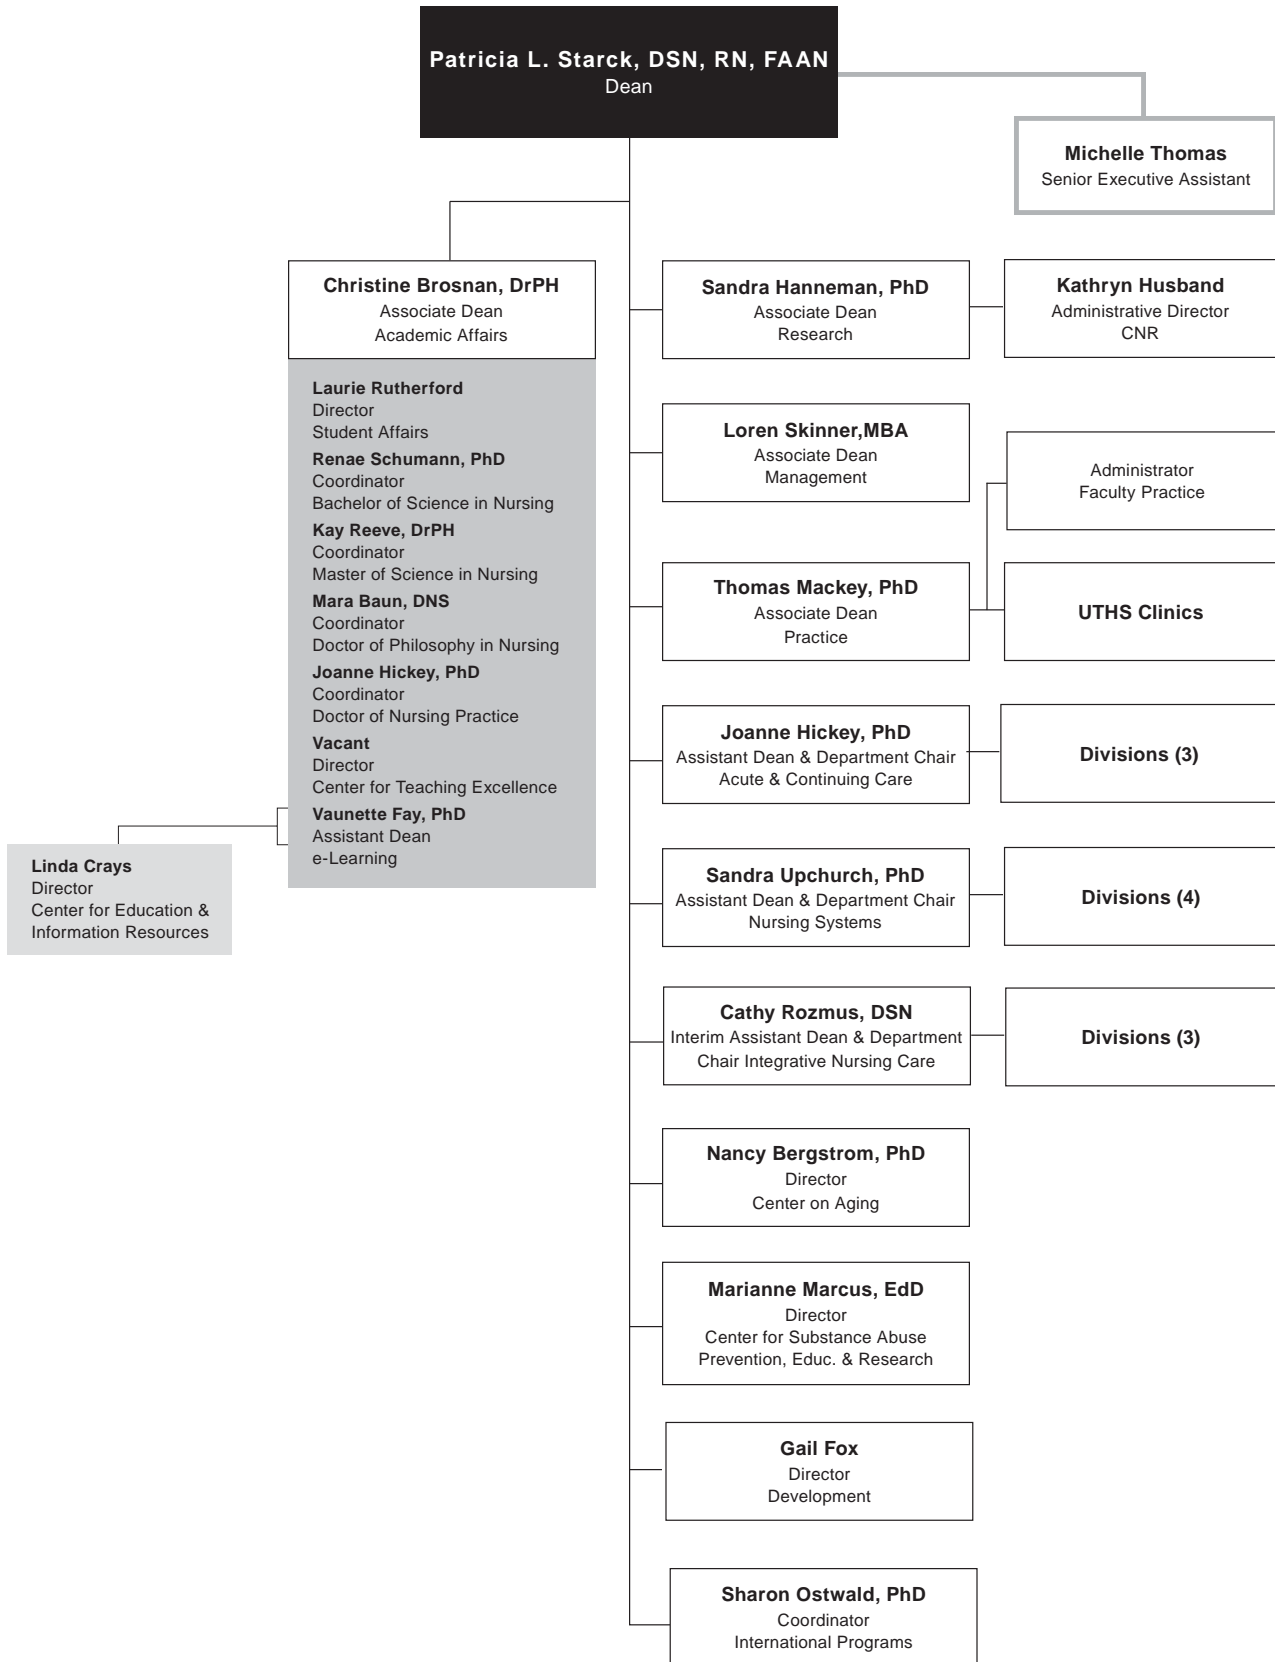 Patricia L. Starck, DSN, RN, FAAN
Dean
Michelle Thomas
Senior Executive Assistant
Christine Brosnan, DrPH
Associate Dean
Academic Affairs
Laurie Rutherford
Director
Student Affairs
Renae Schumann, PhD
Coordinator
Bachelor of Science in Nursing
Kay Reeve, DrPH
Coordinator
Master of Science in Nursing
Mara Baun, DNS
Coordinator
Doctor of Philosophy in Nursing
Joanne Hickey, PhD
Coordinator
Doctor of Nursing Practice
Vacant
Director
Center for Teaching Excellence
Vaunette Fay, PhD
Assistant Dean
e-Learning
Linda Crays
Director
Center for Education &
Information Resources
Sandra Hanneman, PhD
Associate Dean
Research
Kathryn Husband
Administrative Director
CNR
Loren Skinner,MBA
Associate Dean
Management
Administrator
Faculty Practice
Thomas Mackey, PhD
Associate Dean
Practice
UTHS Clinics
Joanne Hickey, PhD
Assistant Dean & Department Chair
Acute & Continuing Care
Divisions (3)
Sandra Upchurch, PhD
Assistant Dean & Department Chair
Nursing Systems
Divisions (4)
Cathy Rozmus, DSN
Interim Assistant Dean & Department
Chair Integrative Nursing Care
Divisions (3)
Nancy Bergstrom, PhD
Director
Center on Aging
Marianne Marcus, EdD
Director
Center for Substance Abuse
Prevention, Educ. & Research
Gail Fox
Director
Development
Sharon Ostwald, PhD
Coordinator
International Programs